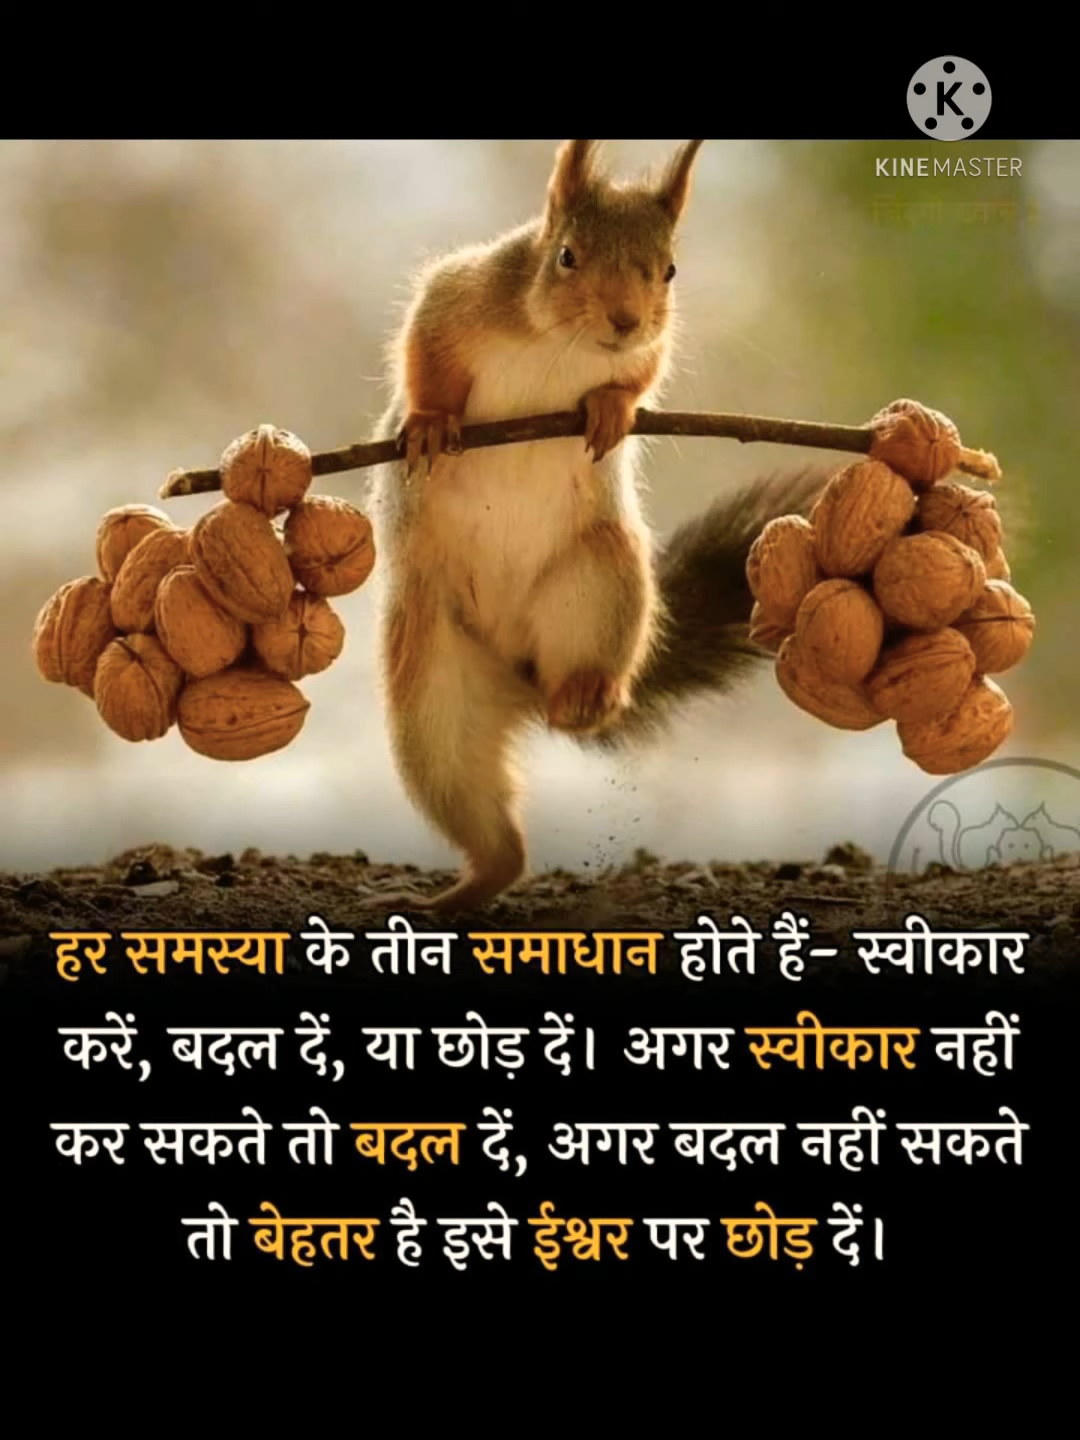 KINEMASTER
हर समस्या के तीन समाधान होते हैं- स्वीकार
करें, बदल दें, या छोड़ दें। अगर स्वीकार नहीं
कर सकते तो बदल दें, अगर बदल नहीं सकते
तो बेहतर है इसे ईश्वर पर छोड़ दें।